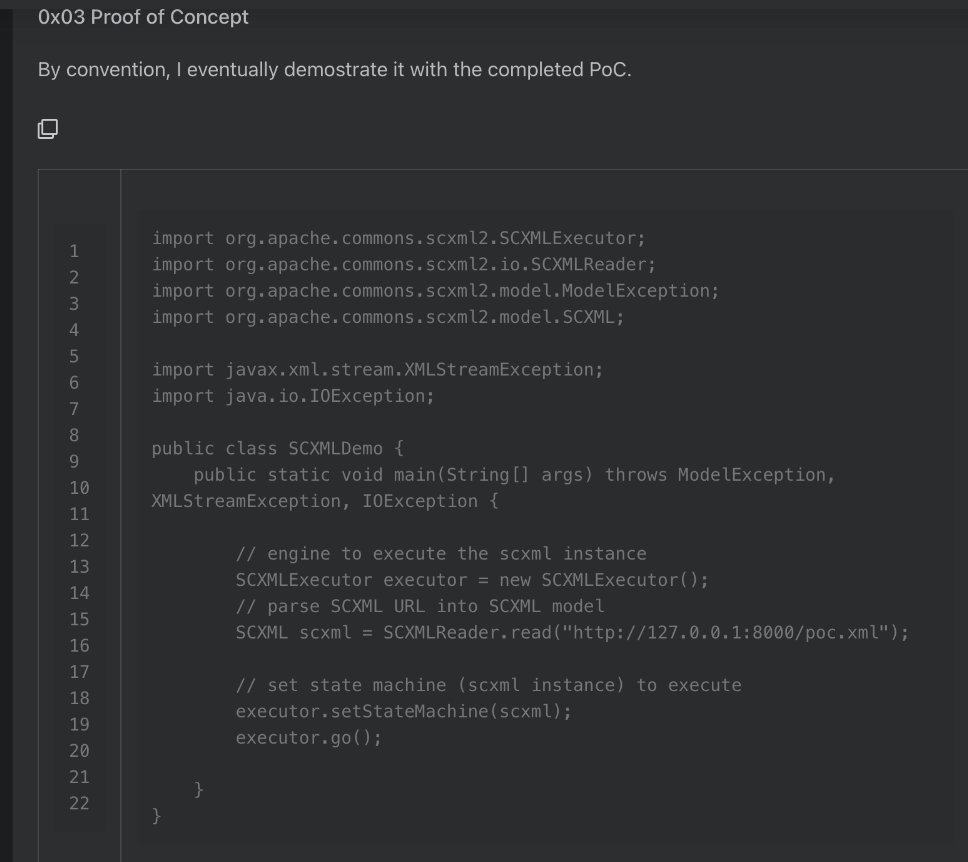 0x03 Proof of Concept
By convention, I eventually demostrate it with the completed PoC.
1
2
3
4
5
6
7
8
9
10
11
12
13
14
15
16
17
18
19
20
21
22
import org.apache.commons.scxml2.SCXMLExecutor;
import org.apache.commons.scxml2.io.SCXMLReader;
import org.apache.commons.scxml2.model.ModelException;
import org.apache.commons.scxml2.model.SCXML;

import javax.xml.stream.XMLStreamException;
import java.io.IOException;

public class SCXMLDemo {
    public static void main(String[] args) throws ModelException,
XMLStreamException, IOException {

        // engine to execute the scxml instance
        SCXMLExecutor executor = new SCXMLExecutor();
        // parse SCXML URL into SCXML model
        SCXML scxml = SCXMLReader.read("http://127.0.0.1:8000/poc.xml");

        // set state machine (scxml instance) to execute
        executor.setStateMachine(scxml);
        executor.go();

    }
}